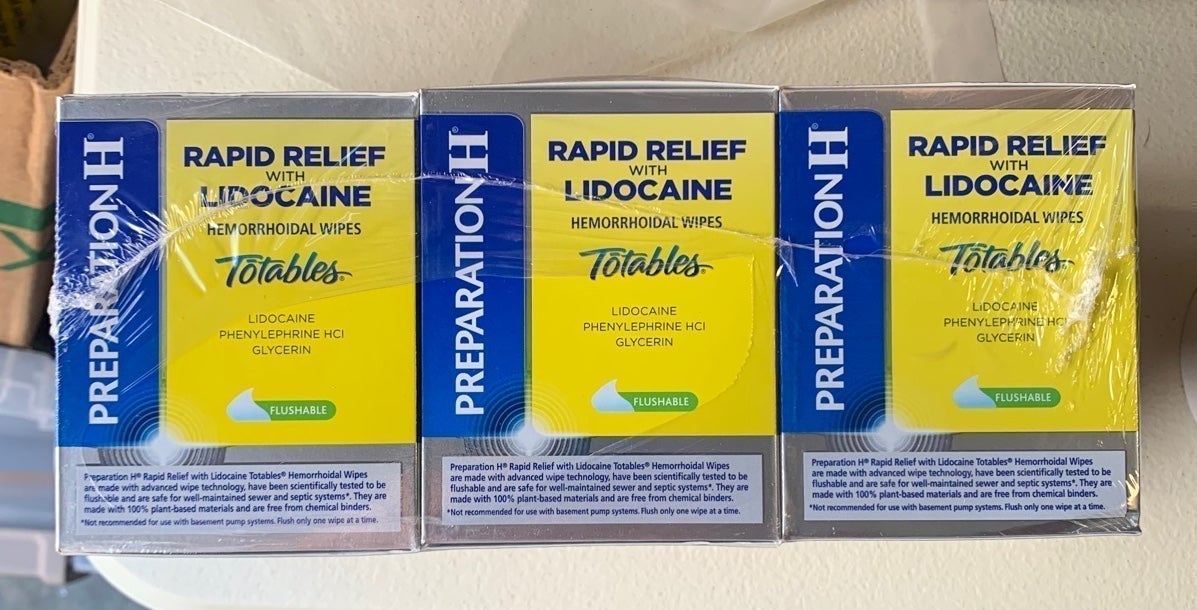 PREPARATION H®
RAPID RELIEF
WITH
LIDOCAINE
HEMORRHOIDAL WIPES
Tōtables®
LIDOCAINE
PHENYLEPHRINE HCl
GLYCERIN
FLUSHABLE
Preparation H® Rapid Relief with Lidocaine Totables® Hemorrhoidal Wipes
are made with advanced wipe technology, have been scientifically tested to be
flushable and are safe for well-maintained sewer and septic systems*. They are
made with 100% plant-based materials and are free from chemical binders.
*Not recommended for use with basement pump systems. Flush only one wipe at a time.
PREPARATION H®
RAPID RELIEF
WITH
LIDOCAINE
HEMORRHOIDAL WIPES
Tōtables®
LIDOCAINE
PHENYLEPHRINE HCl
GLYCERIN
FLUSHABLE
Preparation H® Rapid Relief with Lidocaine Totables® Hemorrhoidal Wipes
are made with advanced wipe technology, have been scientifically tested to be
flushable and are safe for well-maintained sewer and septic systems*. They are
made with 100% plant-based materials and are free from chemical binders.
*Not recommended for use with basement pump systems. Flush only one wipe at a time.
PREPARATION H®
RAPID RELIEF
WITH
LIDOCAINE
HEMORRHOIDAL WIPES
Tōtables®
LIDOCAINE
PHENYLEPHRINE HCl
GLYCERIN
FLUSHABLE
Preparation H® Rapid Relief with Lidocaine Totables® Hemorrhoidal Wipes
are made with advanced wipe technology, have been scientifically tested to be
flushable and are safe for well-maintained sewer and septic systems*. They are
made with 100% plant-based materials and are free from chemical binders.
*Not recommended for use with basement pump systems. Flush only one wipe at a time.